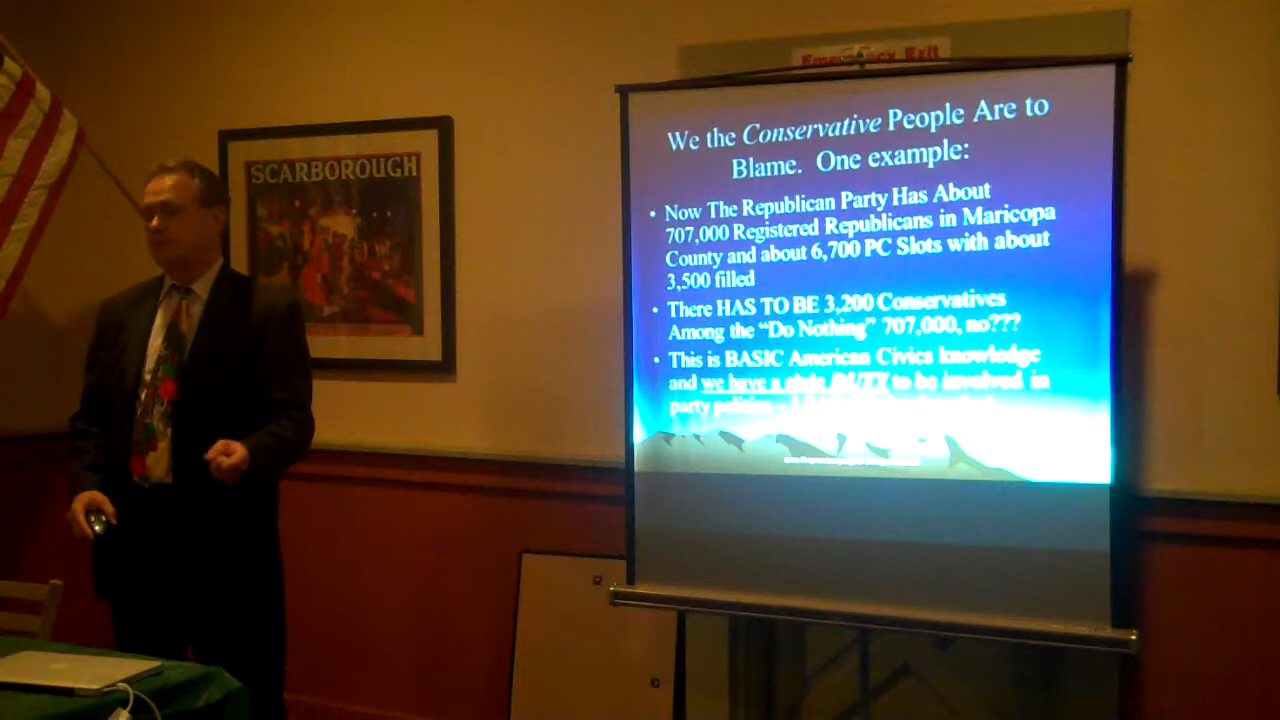 Emergency Exit
SCARBOROUGH
We the Conservative People Are to
Blame. One example:
• Now The Republican Party Has About
707,000 Registered Republicans in Maricopa
County and about 6,700 PC Slots with about
3,500 filled
• There HAS TO BE 3,200 Conservatives
Among the “Do Nothing” 707,000, no???
• This is BASIC American Civics knowledge
and we have a civic DUTY to be involved in
party politics –